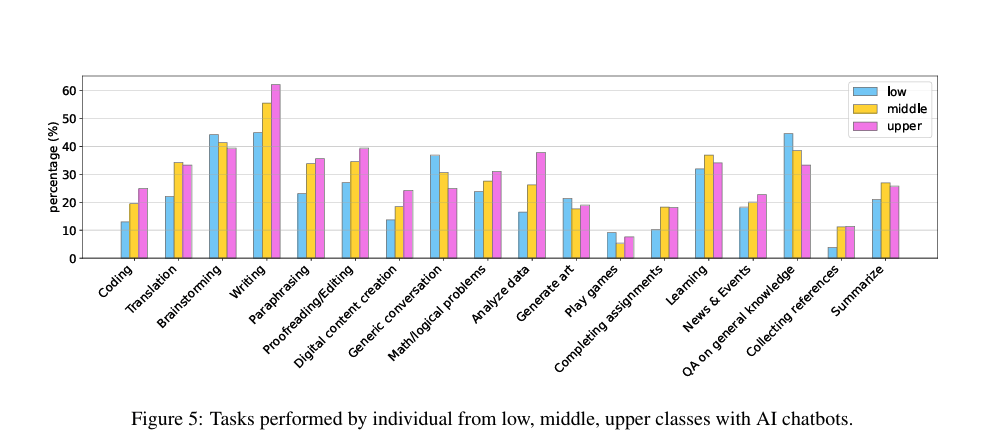 percentage (%)
60
50
40
30
20
10
0
low
middle
upper
Coding
Translation
Brainstorming
Writing
Paraphrasing
Proofreading/Editing
Digital content creation
Generic conversation
Math/logical problems
Analyze data
Generate art
Play games
Completing assignments
Learning
News & Events
QA on general knowledge
Collecting references
Summarize
Figure 5: Tasks performed by individual from low, middle, upper classes with AI chatbots.